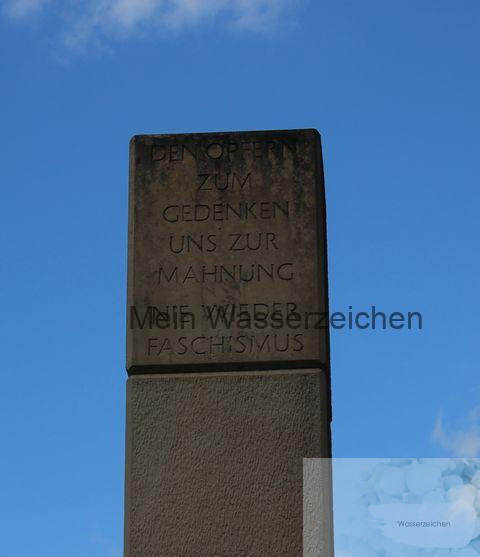 DEN OPFERN
ZUM
GEDENKEN
UNS ZUR
MAHNUNG
NIE WIEDER
Mein Wasserzeichen
FASCHISMUS
Wasserzeichen